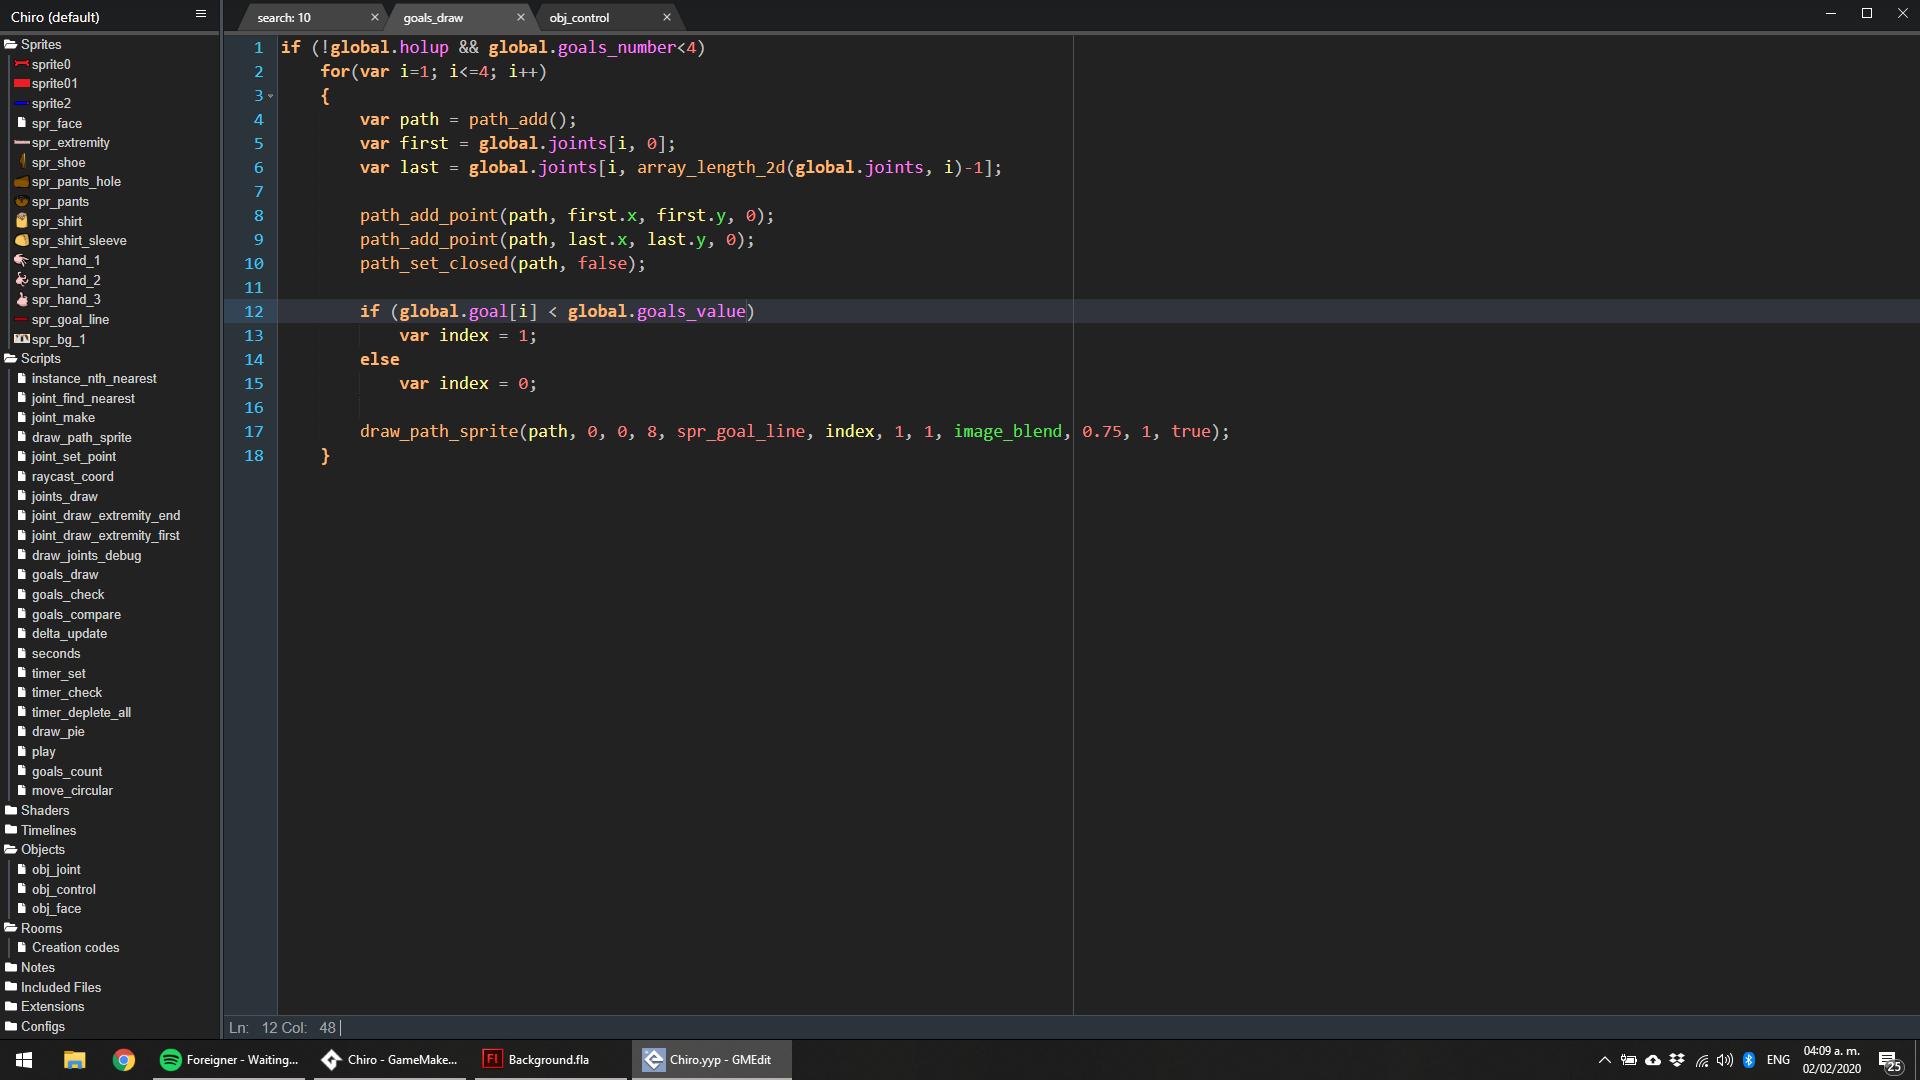 Chiro (default)
search: 10
goals_draw
obj_control
Sprites
sprite0
sprite01
sprite2
spr_face
spr_extremity
spr_shoe
spr_pants_hole
spr_pants
spr_shirt
spr_shirt_sleeve
spr_hand_1
spr_hand_2
spr_hand_3
spr_goal_line
spr_bg_1
Scripts
instance_nth_nearest
joint_find_nearest
joint_make
draw_path_sprite
joint_set_point
raycast_coord
joints_draw
joint_draw_extremity_end
joint_draw_extremity_first
draw_joints_debug
goals_draw
goals_check
goals_compare
delta_update
seconds
timer_set
timer_check
timer_deplete_all
draw_pie
play
goals_count
move_circular
Shaders
Timelines
Objects
obj_joint
obj_control
obj_face
Rooms
Creation codes
Notes
Included Files
Extensions
Configs
1 if (!global.holup && global.goals_number<4)
2 for(var i=1; i<=4; i++)
3 {
4 var path = path_add();
5 var first = global.joints[i, 0];
6 var last = global.joints[i, array_length_2d(global.joints, i)-1];
7
8 path_add_point(path, first.x, first.y, 0);
9 path_add_point(path, last.x, last.y, 0);
10 path_set_closed(path, false);
11
12 if (global.goal[i] < global.goals_value)
13 var index = 1;
14 else
15 var index = 0;
16
17 draw_path_sprite(path, 0, 0, 8, spr_goal_line, index, 1, 1, image_blend, 0.75, 1, true);
18 }
Ln: 12 Col: 48
Foreigner - Waiting...
Chiro - GameMake...
Fl
Background.fla
Chiro.yyp - GMEdit
ENG
04:09 a. m.
02/02/2020
25